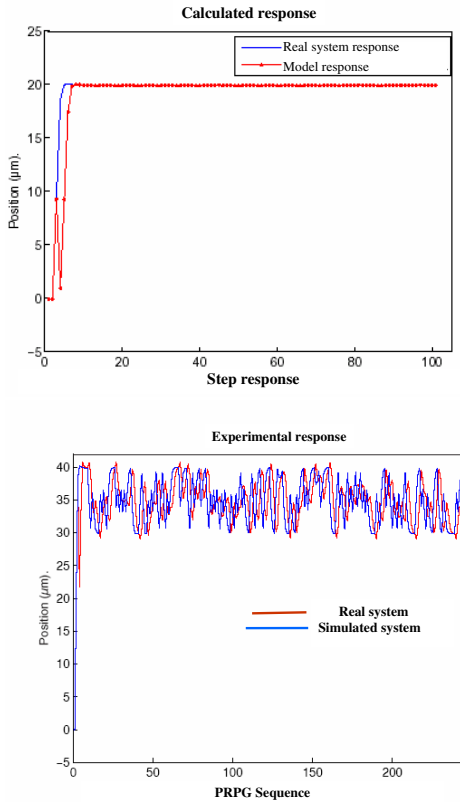 Calculated response
25
20
15
10
5
0
−5
Position (µm).
Real system response
Model response
0 20 40 60 80 100
Step response
Experimental response
40
35
30
25
20
15
10
5
0
−5
Position (µm).
Real system
Simulated system
0 50 100 150 200
PRPG Sequence